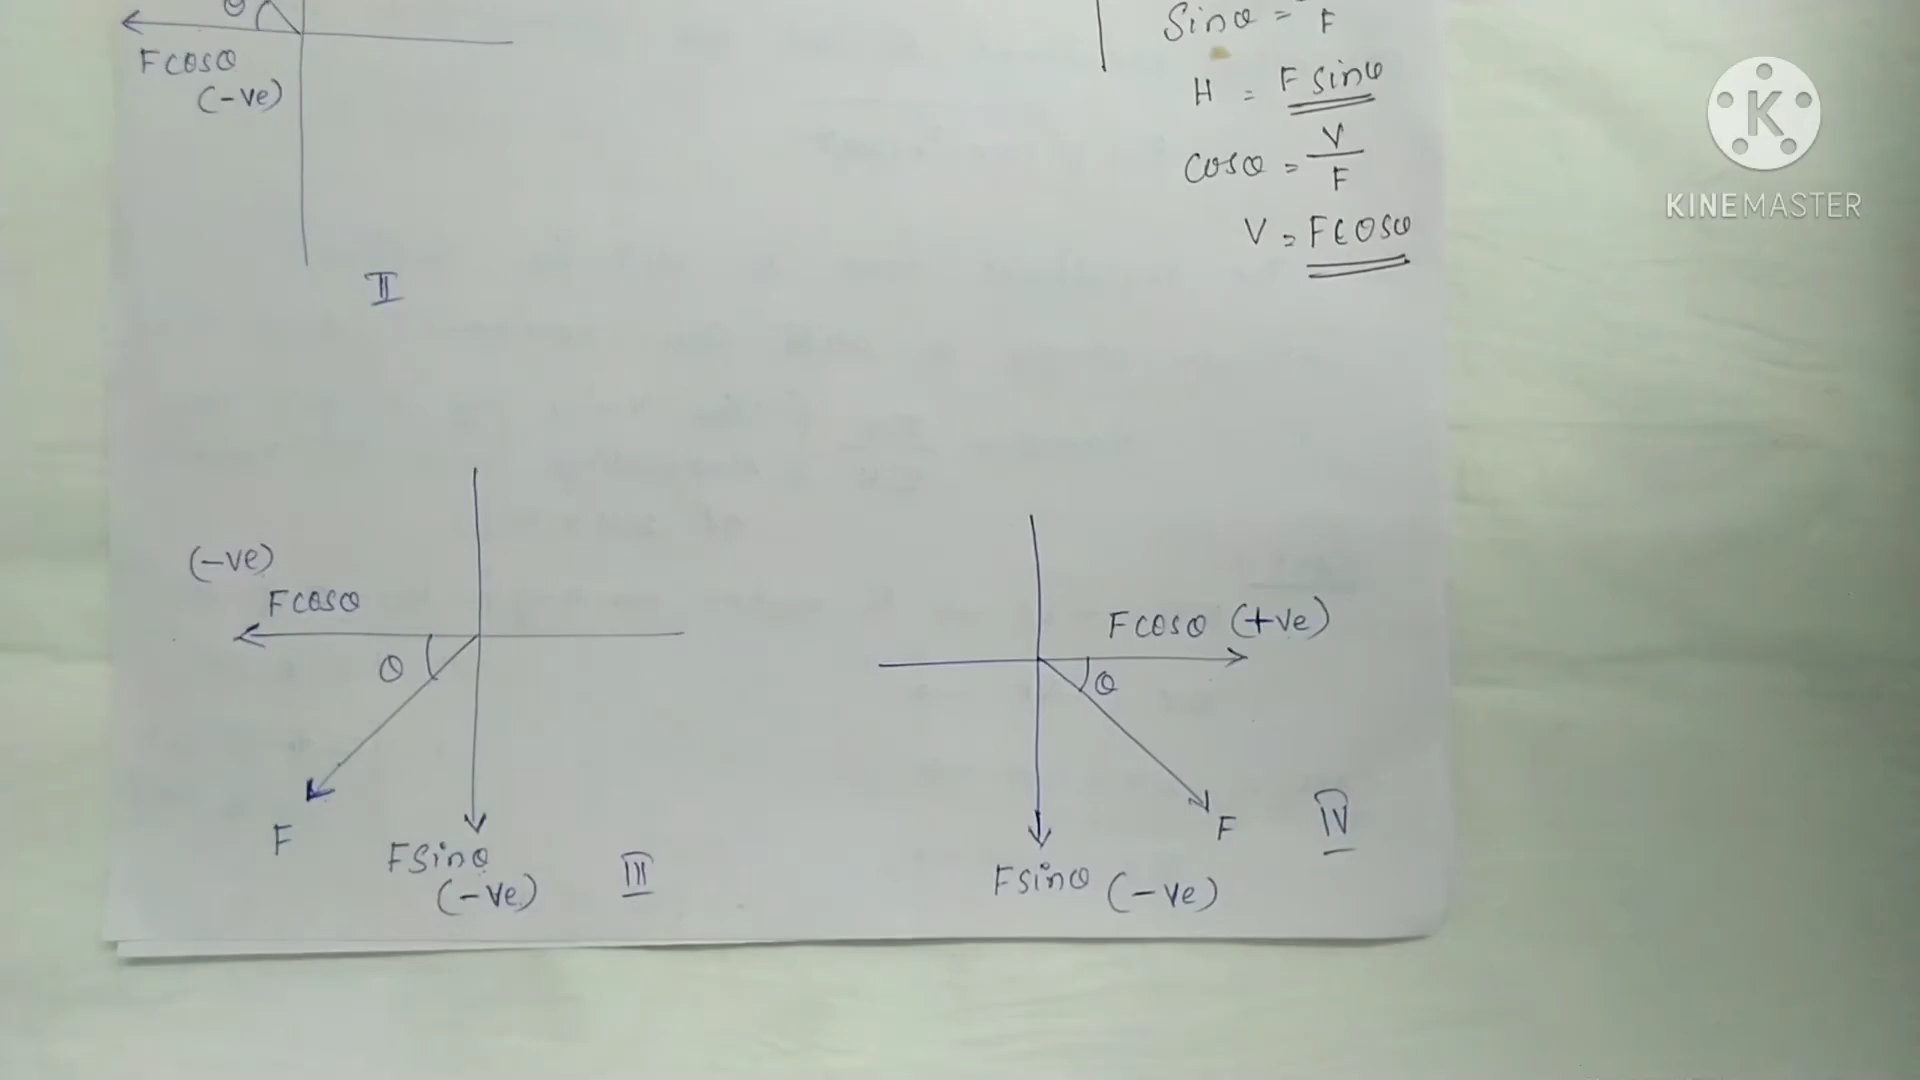 θ
Fcosθ
(-ve)
II
Sinθ =
F
H = F sinθ
cosθ = V
F
V = Fcosθ
K
KINEMASTER
(-ve)
Fcosθ
θ
F
Fsinθ
(-ve)
III
Fcosθ (+ve)
θ
F
Fsinθ (-ve)
IV